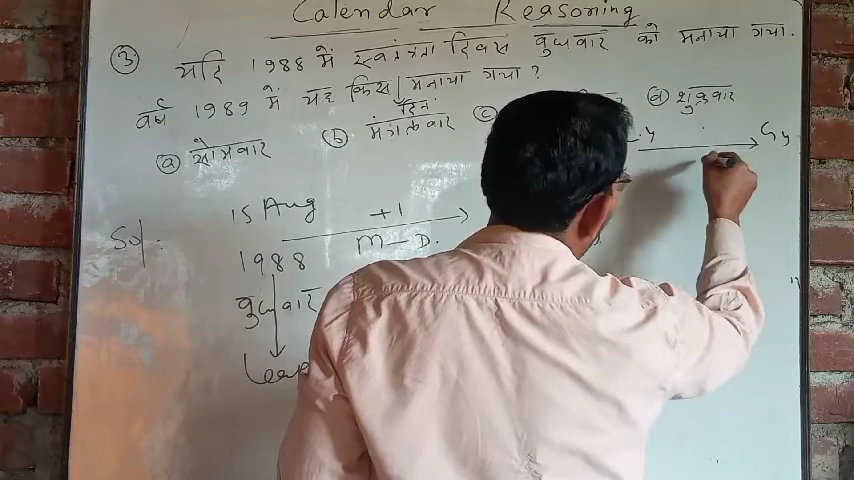 Calendar Reasoning
③ यदि 1988 में स्वतंत्रता दिवस बुधवार को मनाया गया.
वर्ष 1989 में यह किस दिन मनाया गया ?
ⓐ सोमवार ⓑ मंगलवार ⓒ ⓓ शुक्रवार
L.y → G y
Sol: 15 Aug +1
1988 M - D.
बुधवार
Leap